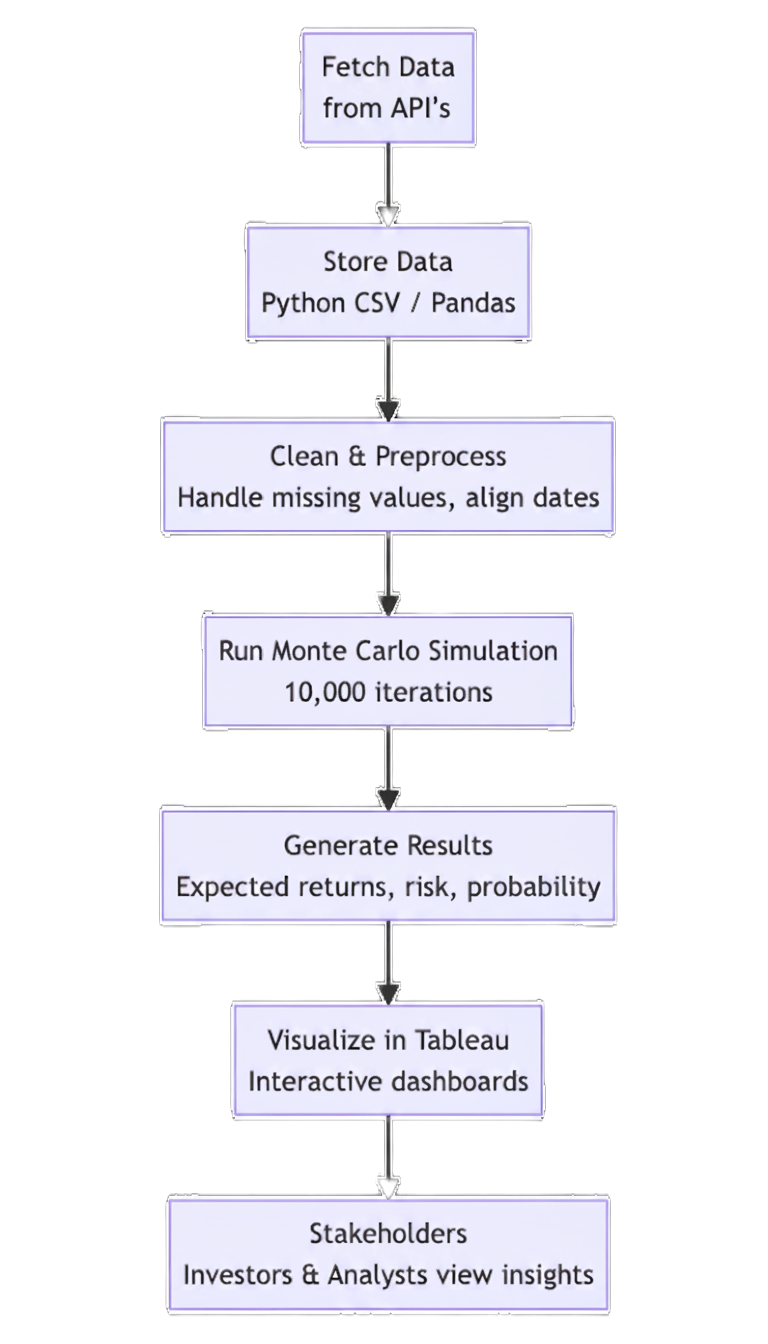 Fetch Data
from API’s
Store Data
Python CSV / Pandas
Clean & Preprocess
Handle missing values, align dates
Run Monte Carlo Simulation
10,000 iterations
Generate Results
Expected returns, risk, probability
Visualize in Tableau
Interactive dashboards
Stakeholders
Investors & Analysts view insights